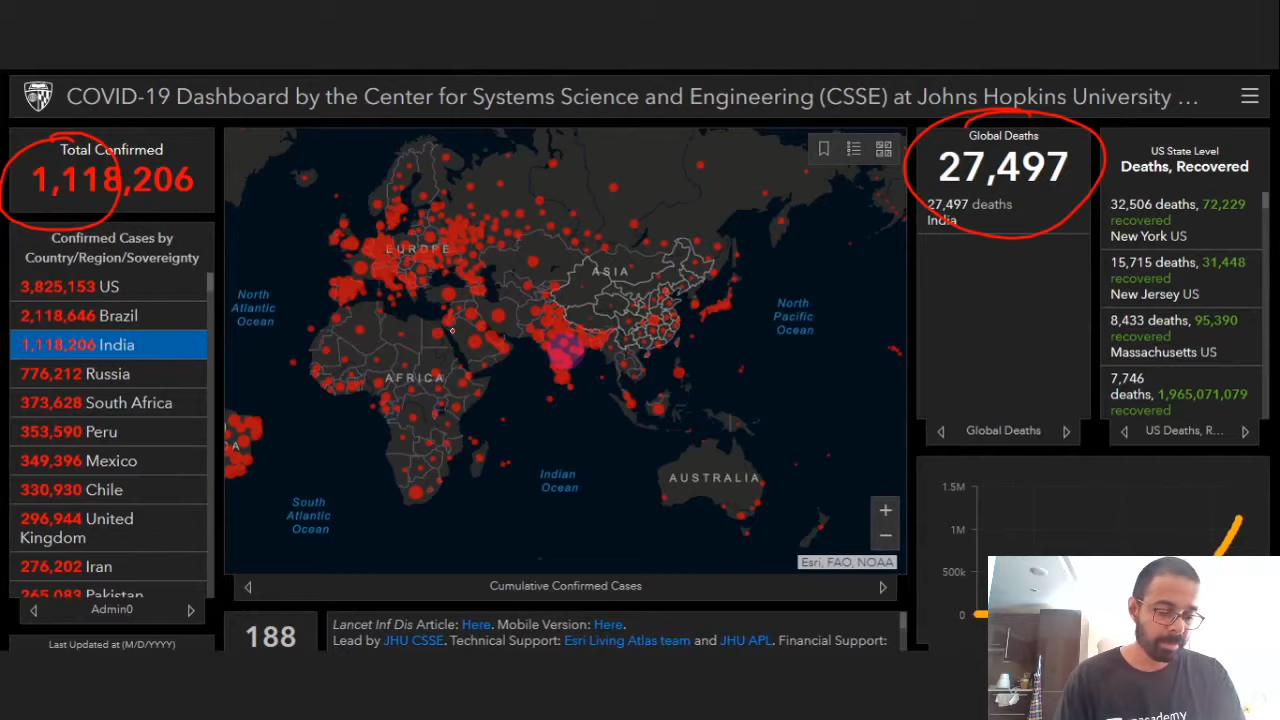 COVID-19 Dashboard by the Center for Systems Science and Engineering (CSSE) at Johns Hopkins University ...
Total Confirmed
1,118,206
Confirmed Cases by
Country/Region/Sovereignty
3,825,153 US
2,118,646 Brazil
1,118,206 India
776,212 Russia
373,628 South Africa
353,590 Peru
349,396 Mexico
330,930 Chile
296,944 United
Kingdom
276,202 Iran
265,083 Pakistan
Admin0
Last Updated at (M/D/YYYY)
EUROPE
ASIA
North
Atlantic
Ocean
North
Pacific
Ocean
AFRICA
CA
Indian
Ocean
AUSTRALIA
South
Atlantic
Ocean
Esri, FAO, NOAA
Cumulative Confirmed Cases
188
Lancet Inf Dis Article: Here. Mobile Version: Here.
Lead by JHU CSSE. Technical Support: Esri Living Atlas team and JHU APL. Financial Support:
Global Deaths
27,497
27,497 deaths
India
Global Deaths
US State Level
Deaths, Recovered
32,506 deaths, 72,229
recovered
New York US
15,715 deaths, 31,448
recovered
New Jersey US
8,433 deaths, 95,390
recovered
Massachusetts US
7,746
deaths, 1,965,071,079
recovered
US Deaths, R...
1.5M
1M
500k
0